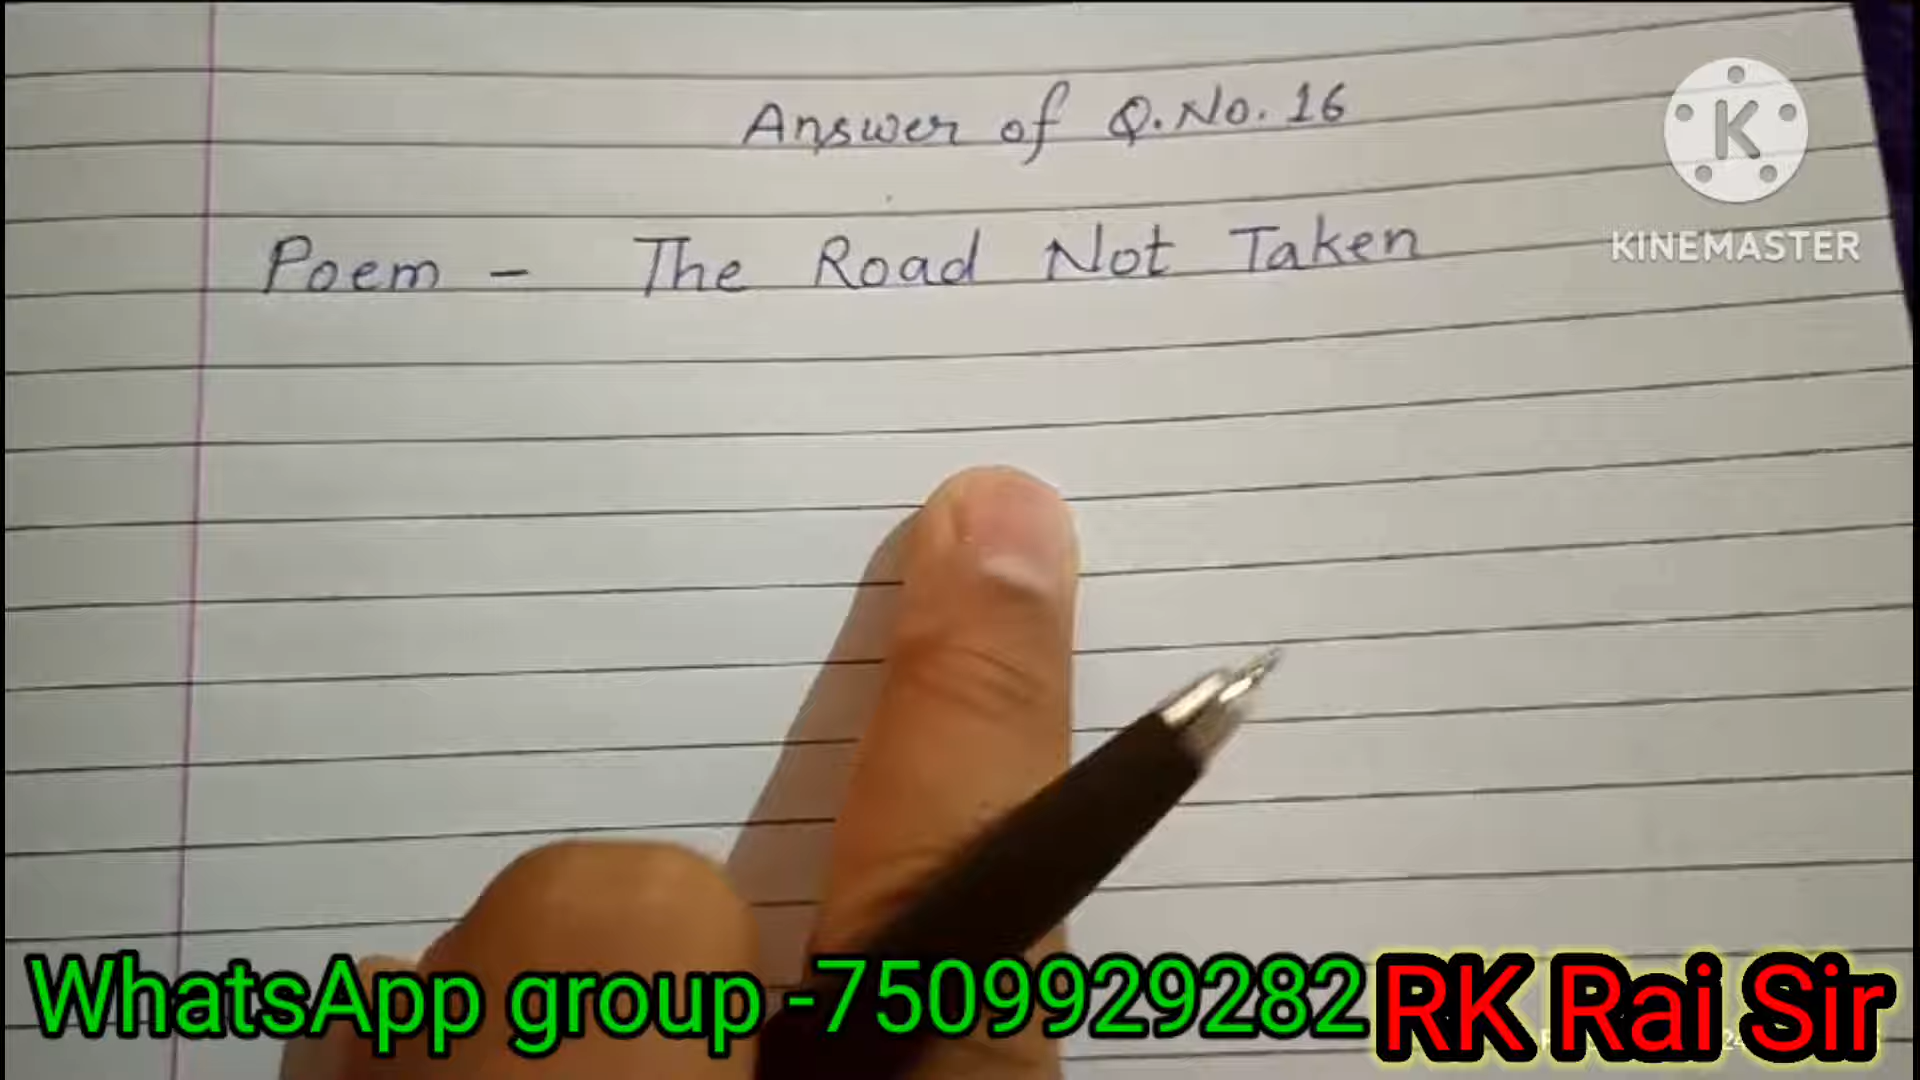 Answer of Q.No. 16
Poem - The Road Not Taken
KINEMASTER
WhatsApp group -7509929282 RK Rai Sir